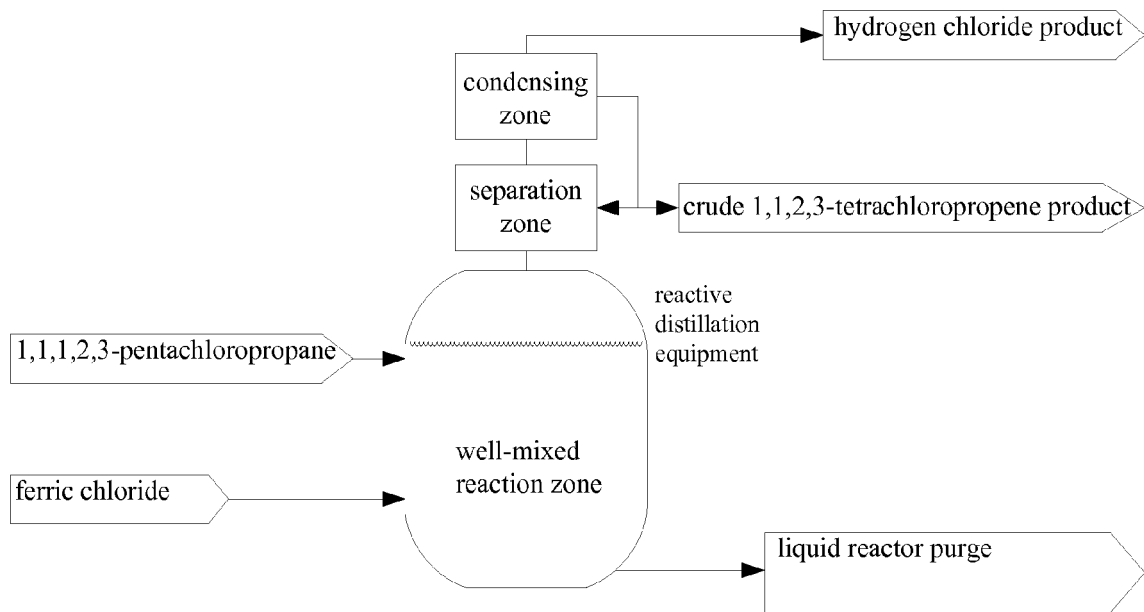 hydrogen chloride product
condensing
zone
separation
zone
crude 1,1,2,3-tetrachloropropene product
reactive
distillation
equipment
1,1,1,2,3-pentachloropropane
well-mixed
reaction zone
ferric chloride
liquid reactor purge